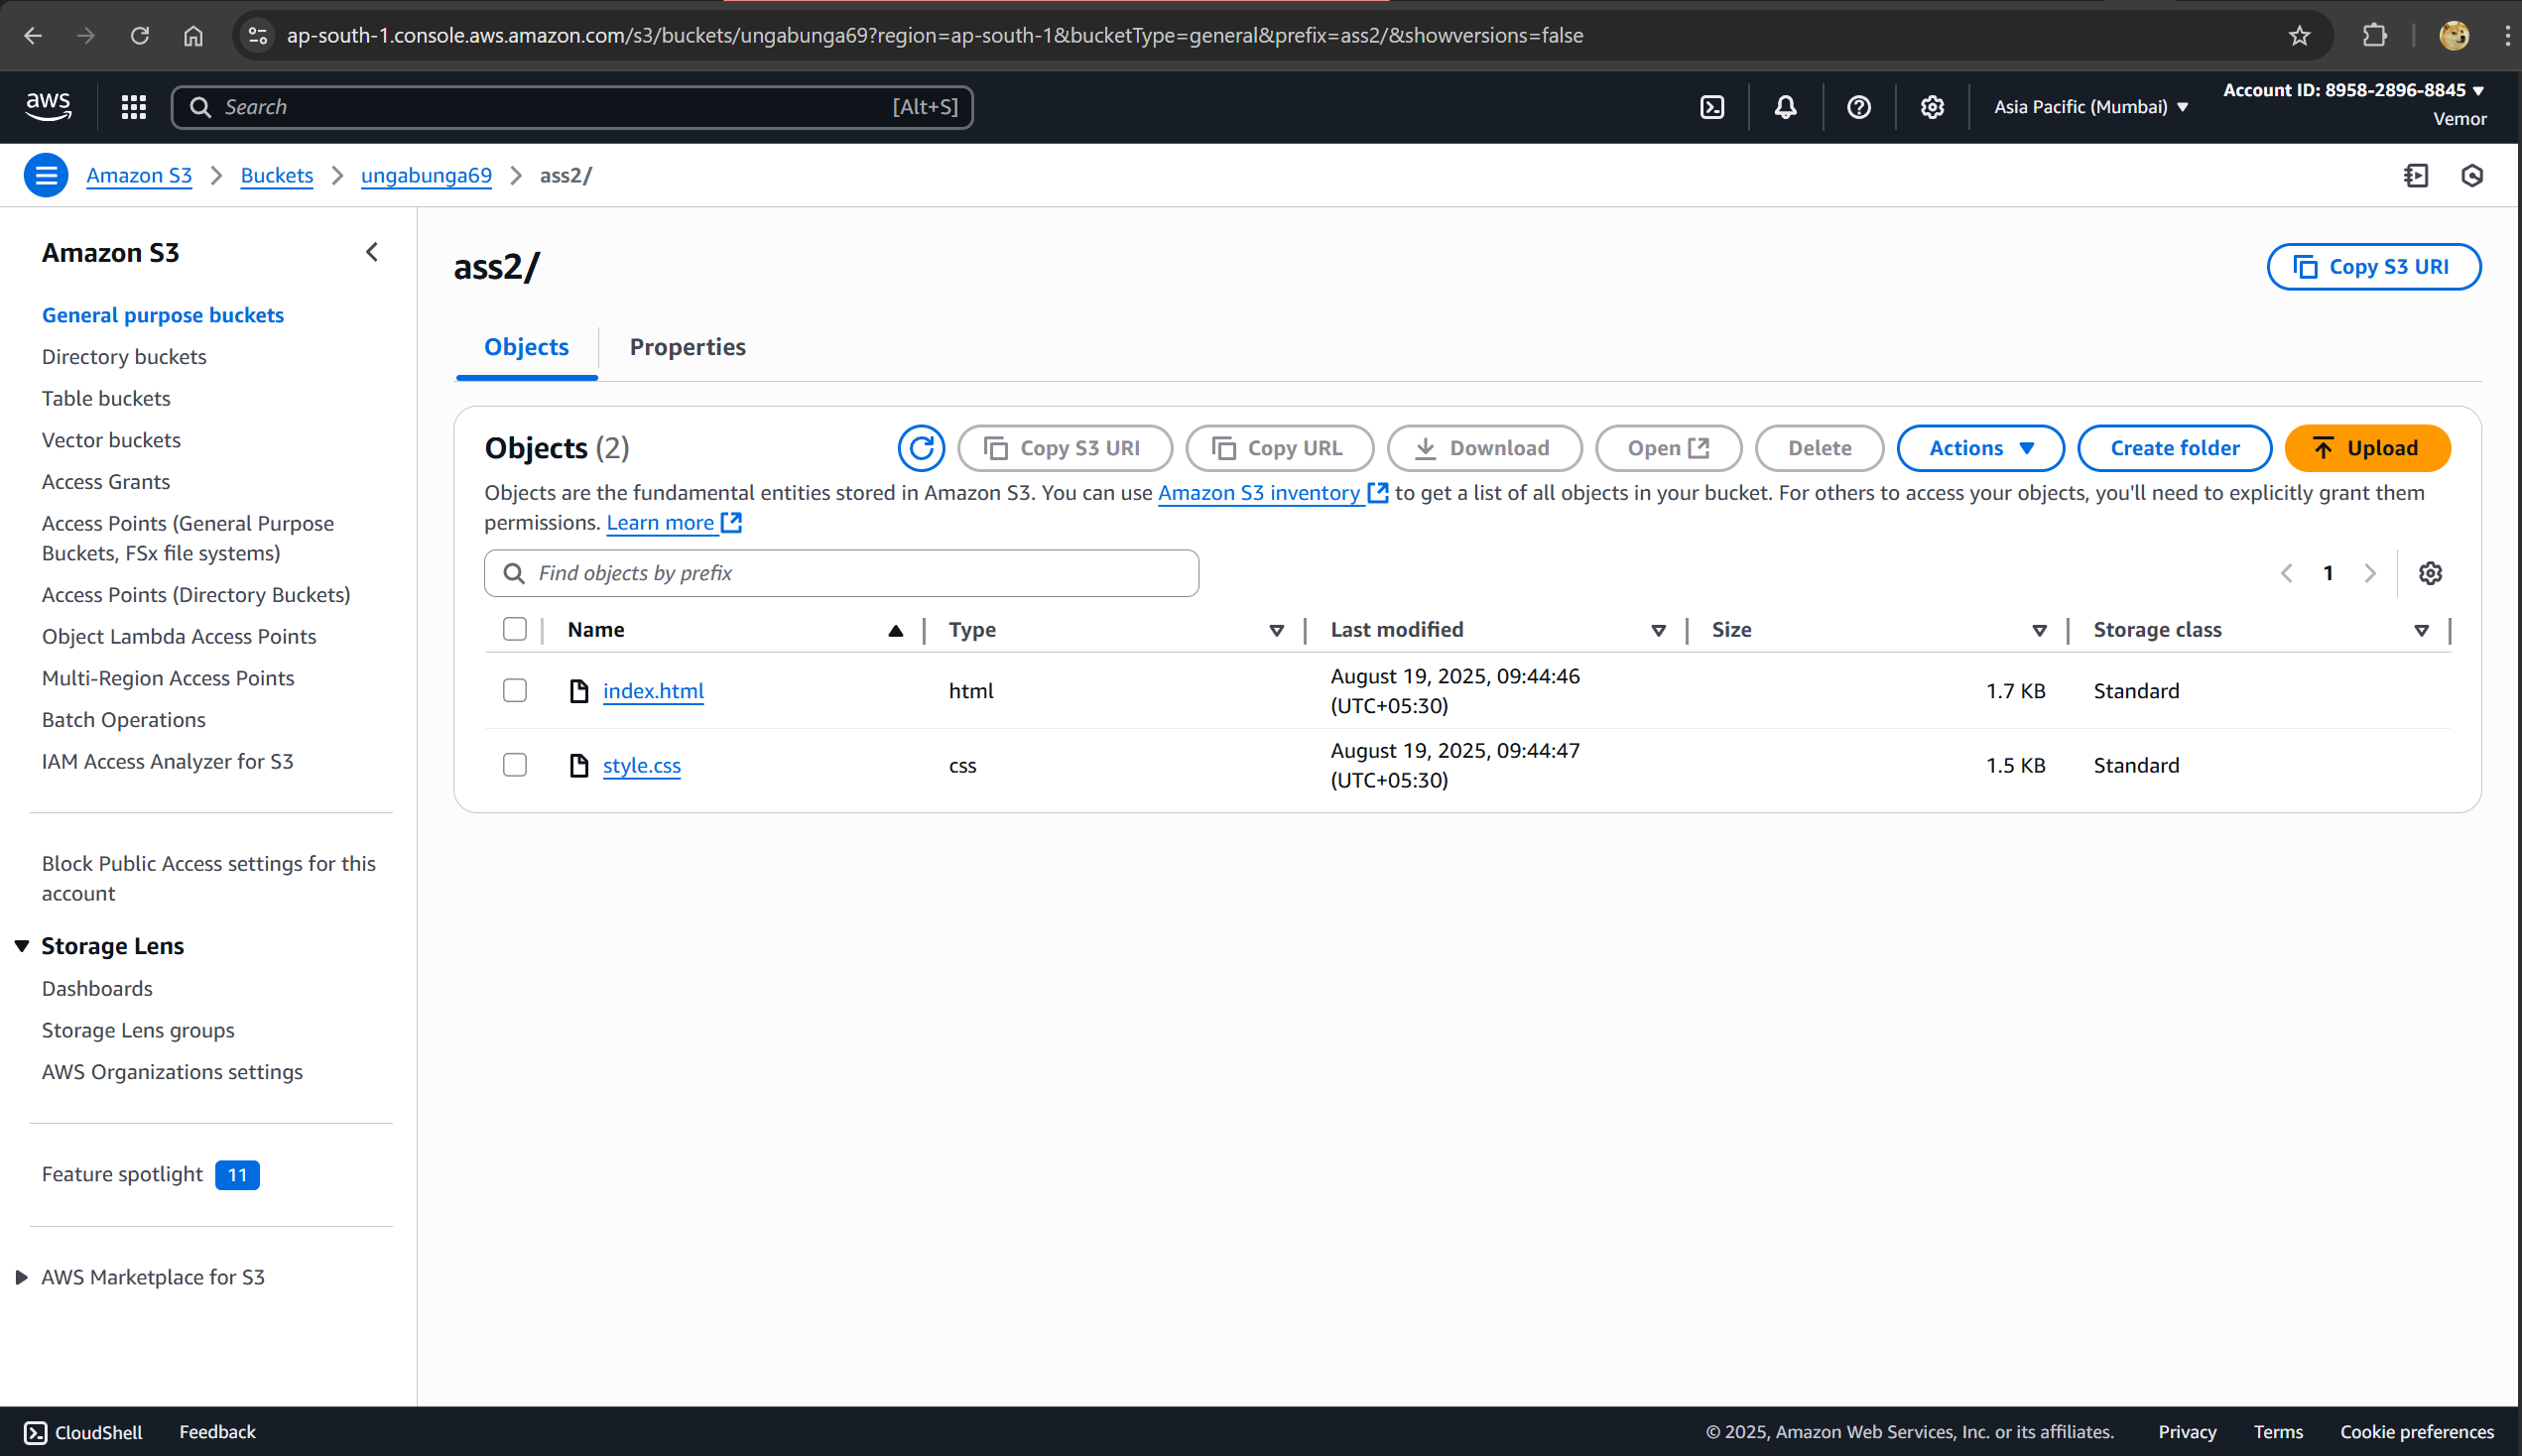 ap-south-1.console.aws.amazon.com/s3/buckets/ungabunga69?region=ap-south-1&bucketType=general&prefix=ass2/&showversions=false
aws
Search
[Alt+S]
Asia Pacific (Mumbai)
Account ID: 8958-2896-8845
Vemor
Amazon S3
Buckets
ungabunga69
ass2/
Amazon S3
General purpose buckets
Directory buckets
Table buckets
Vector buckets
Access Grants
Access Points (General Purpose
Buckets, FSx file systems)
Access Points (Directory Buckets)
Object Lambda Access Points
Multi-Region Access Points
Batch Operations
IAM Access Analyzer for S3
Block Public Access settings for this
account
Storage Lens
Dashboards
Storage Lens groups
AWS Organizations settings
Feature spotlight 11
AWS Marketplace for S3
ass2/
Copy S3 URI
Objects
Properties
Objects (2)
Copy S3 URI
Copy URL
Download
Open
Delete
Actions
Create folder
Upload
Objects are the fundamental entities stored in Amazon S3. You can use Amazon S3 inventory to get a list of all objects in your bucket. For others to access your objects, you'll need to explicitly grant them
permissions. Learn more
Find objects by prefix
1
Name
Type
Last modified
Size
Storage class
index.html
html
August 19, 2025, 09:44:46
(UTC+05:30)
1.7 KB
Standard
style.css
css
August 19, 2025, 09:44:47
(UTC+05:30)
1.5 KB
Standard
CloudShell
Feedback
© 2025, Amazon Web Services, Inc. or its affiliates.
Privacy
Terms
Cookie preferences